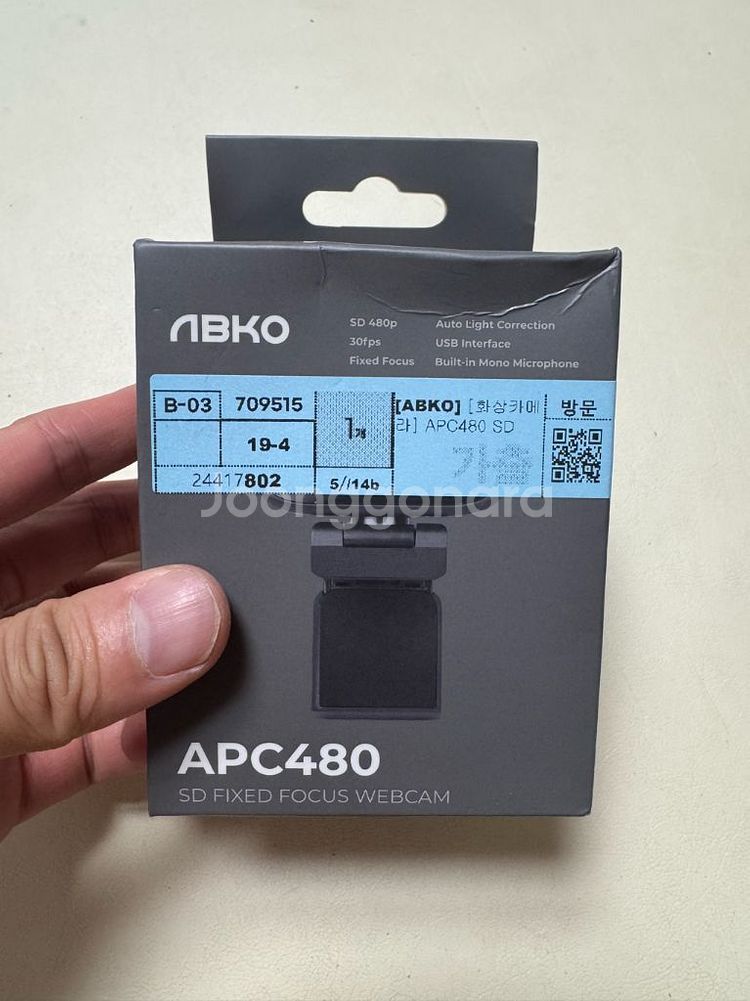 ABKO
SD 480p
30fps
Fixed Focus
Auto Light Correction
USB Interface
Built-in Mono Microphone
B-03 709515
19-4
24417802
1개
5//14b
[ABKO] [화상카메
라] APC480 SD
방문
Joonggonara
APC480
SD FIXED FOCUS WEBCAM